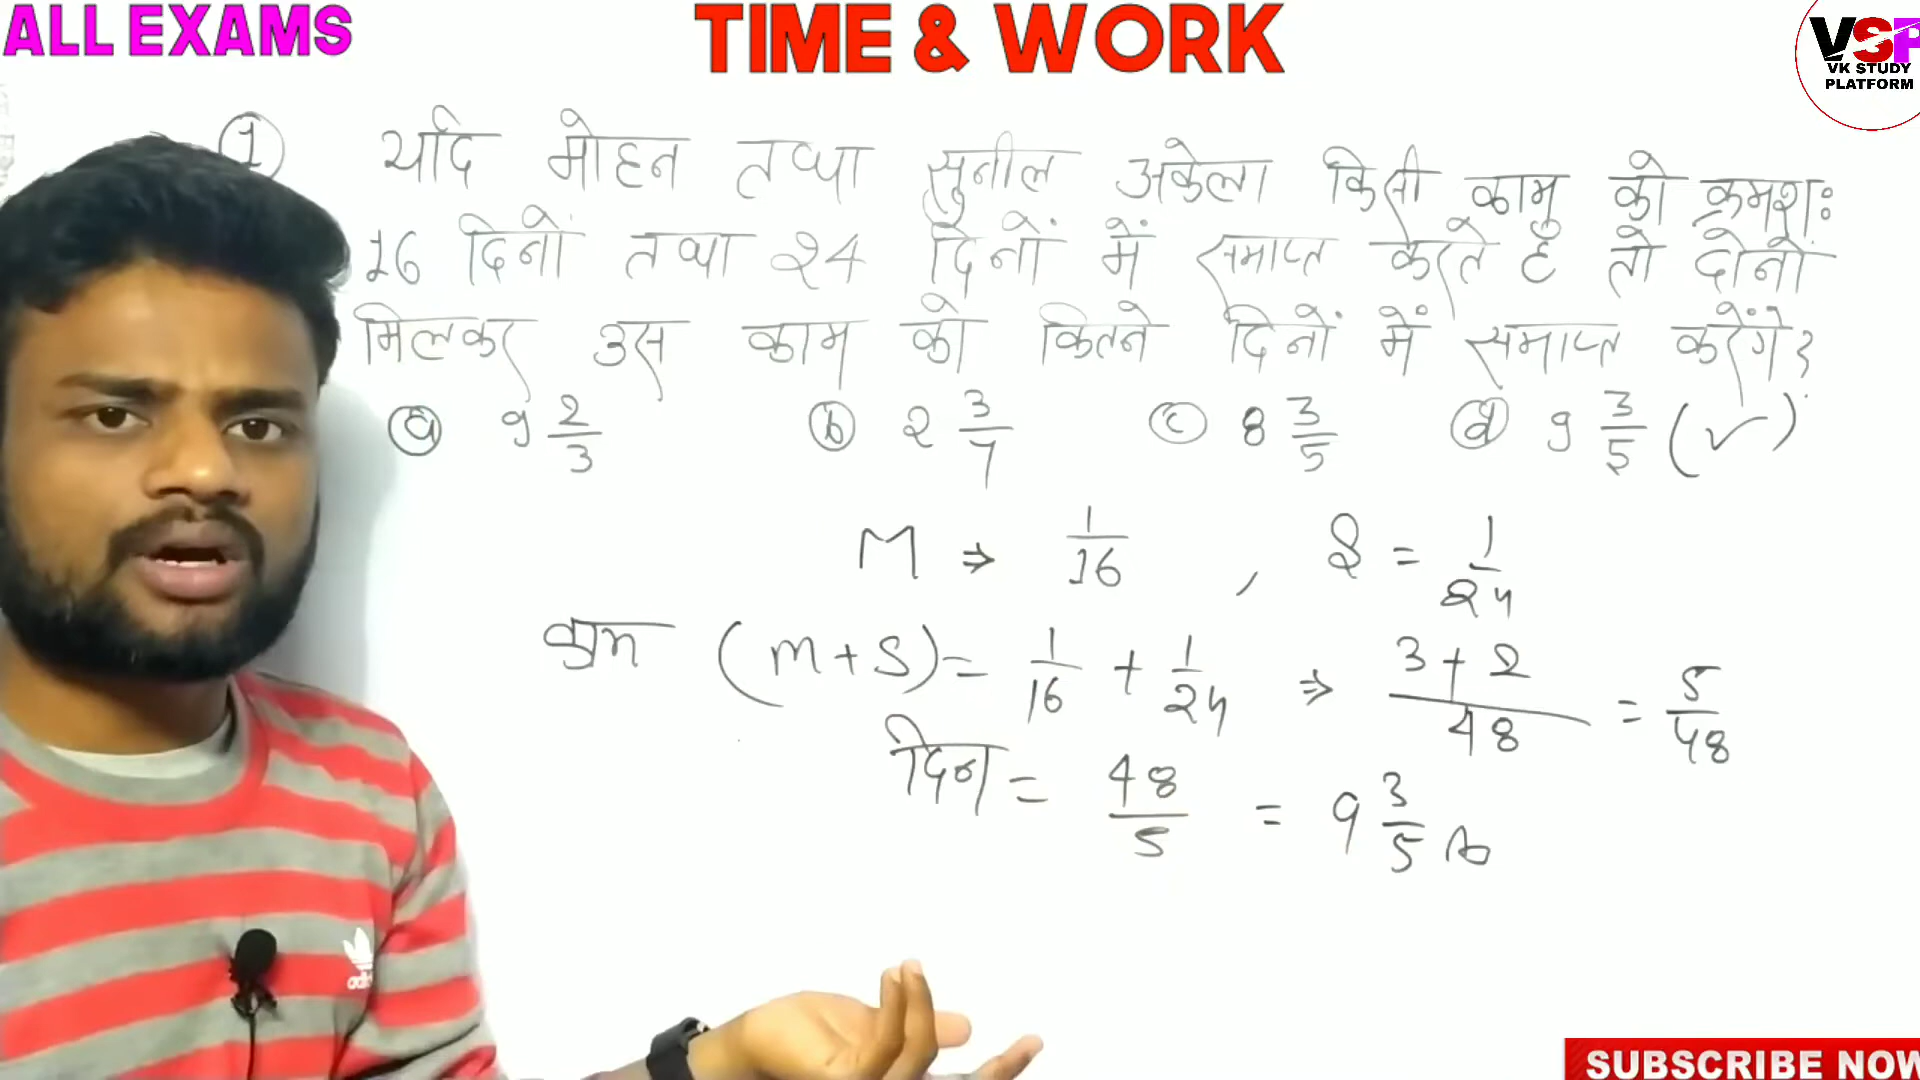 ALL EXAMS
TIME & WORK
VSP
VK STUDY
PLATFORM
1 यदि मोहन तथा सुनील अकेला किसी काम को क्रमशः
16 दिनों तथा 24 दिनों में समाप्त करते है तो दोनों
मिलकर उस काम को कितने दिनों में समाप्त करेंगे?
a 9 2/3 b 2 3/7 c 8 3/5 d 9 3/5 (✓)
M ⇒ 1/16 , S = 1/24
काम (M+S) = 1/16 + 1/24 ⇒ 3+2/48 = 5/48
दिन = 48/5 = 9 3/5
adidas
SUBSCRIBE NOW